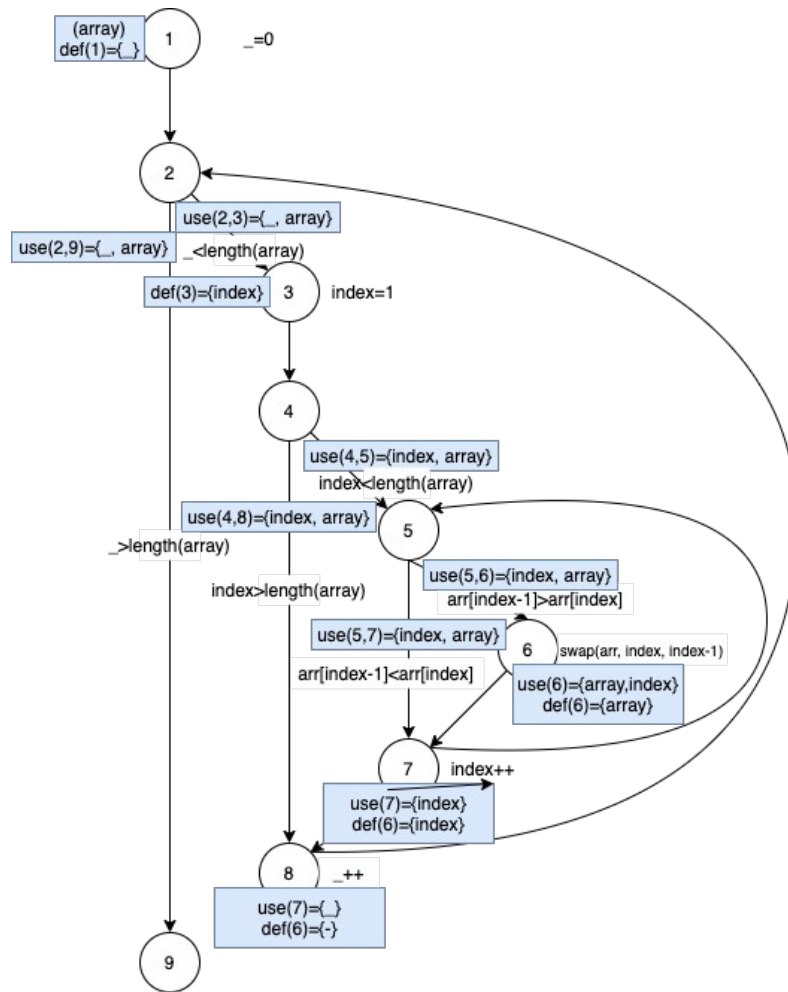 (array)
def(1)={_}
1
_=0
2
use(2,3)={_, array}
use(2,9)={_, array}
_<length(array)
def(3)={index}
3
index=1
4
use(4,5)={index, array}
index<length(array)
use(4,8)={index, array}
5
_>length(array)
use(5,6)={index, array}
index>length(array)
arr[index-1]>arr[index]
use(5,7)={index, array}
6
swap(arr, index, index-1)
arr[index-1]<arr[index]
use(6)={array,index}
def(6)={array}
7
index++
use(7)={index}
def(6)={index}
8
_++
use(7)={_}
def(6)={-}
9